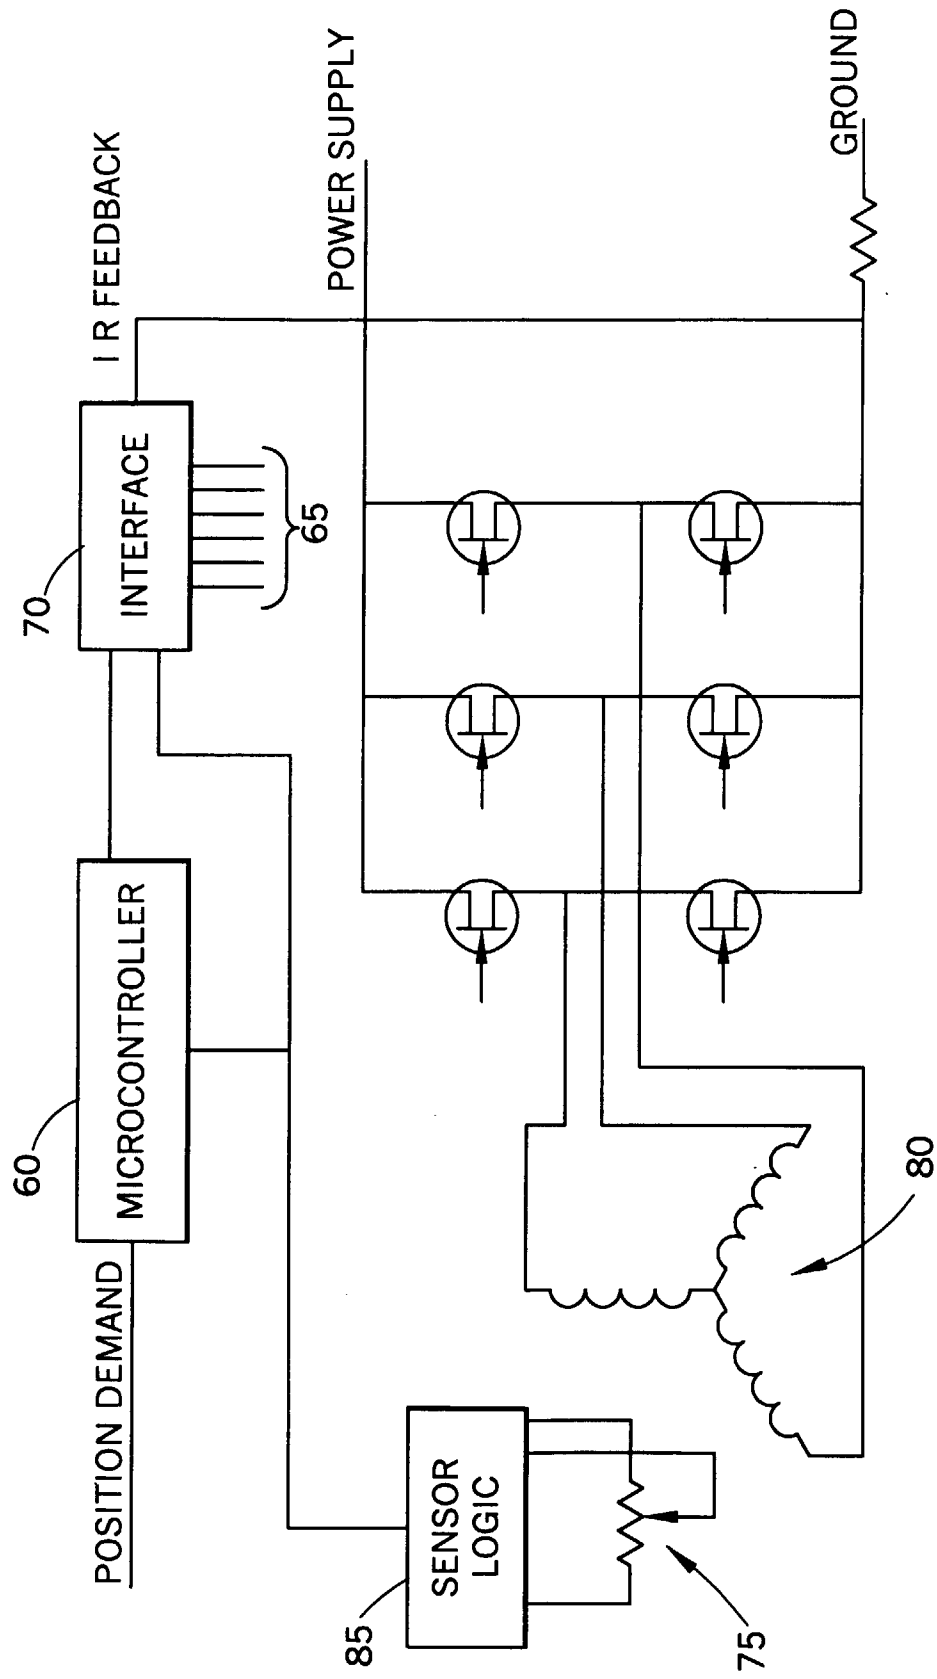 POSITION DEMAND
60
MICROCONTROLLER
70
INTERFACE
I R FEEDBACK
65
POWER SUPPLY
85
SENSOR
LOGIC
75
80
GROUND